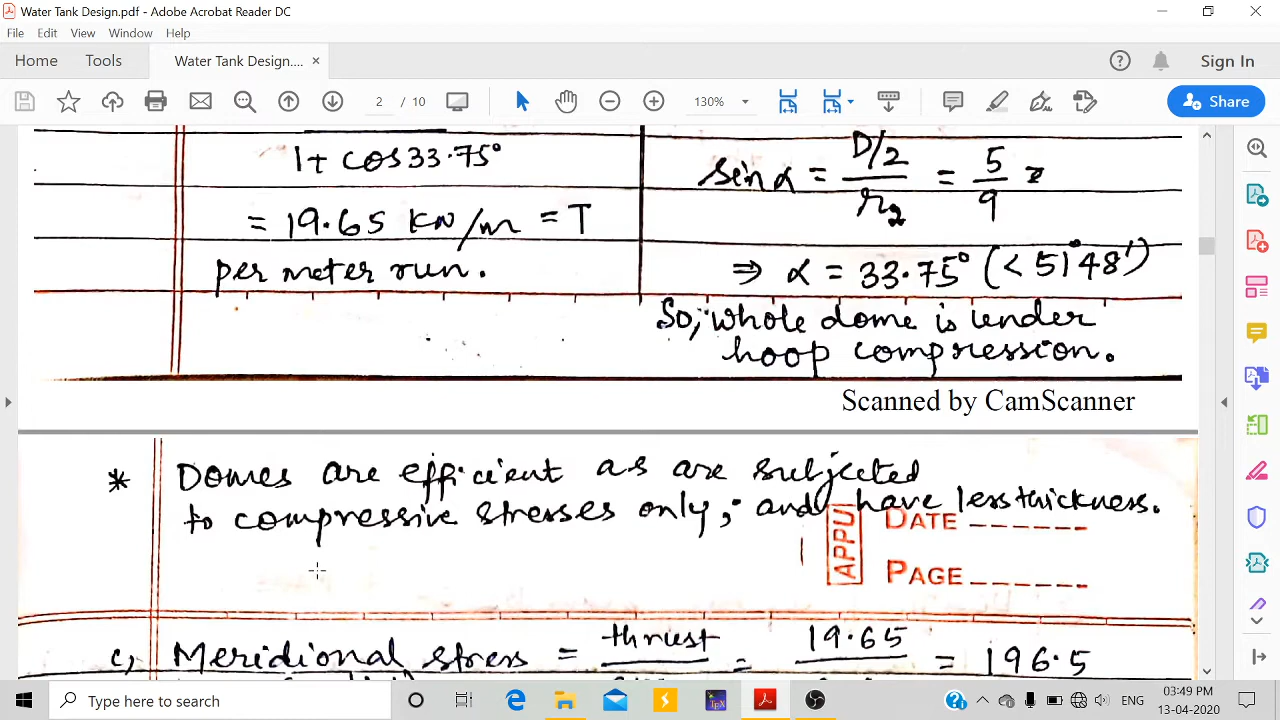 Water Tank Design.pdf - Adobe Acrobat Reader DC
File Edit View Window Help
Home Tools Water Tank Design.... × Sign In
2 / 10 130% Share
1 + cos 33.75°
= 19.65 KN/m = T
per meter run.
sin α = D/2 / r2 = 5/9 =
⇒ α = 33.75° (< 51°48')
So, whole dome is under
hoop compression.
Scanned by CamScanner
* Domes are efficient as are subjected
to compressive stresses only, and have less thickness.
APPU
DATE
PAGE
c, Meridional stress = thrust = 19.65 = 196.5
Type here to search
ENG
03:49 PM
13-04-2020